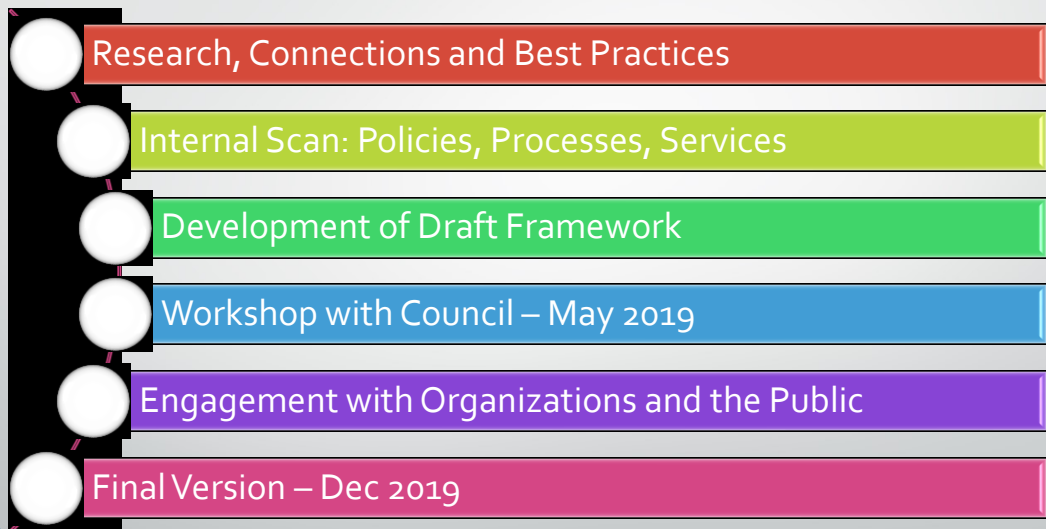 Research, Connections and Best Practices
Internal Scan: Policies, Processes, Services
Development of Draft Framework
Workshop with Council – May 2019
Engagement with Organizations and the Public
Final Version – Dec 2019